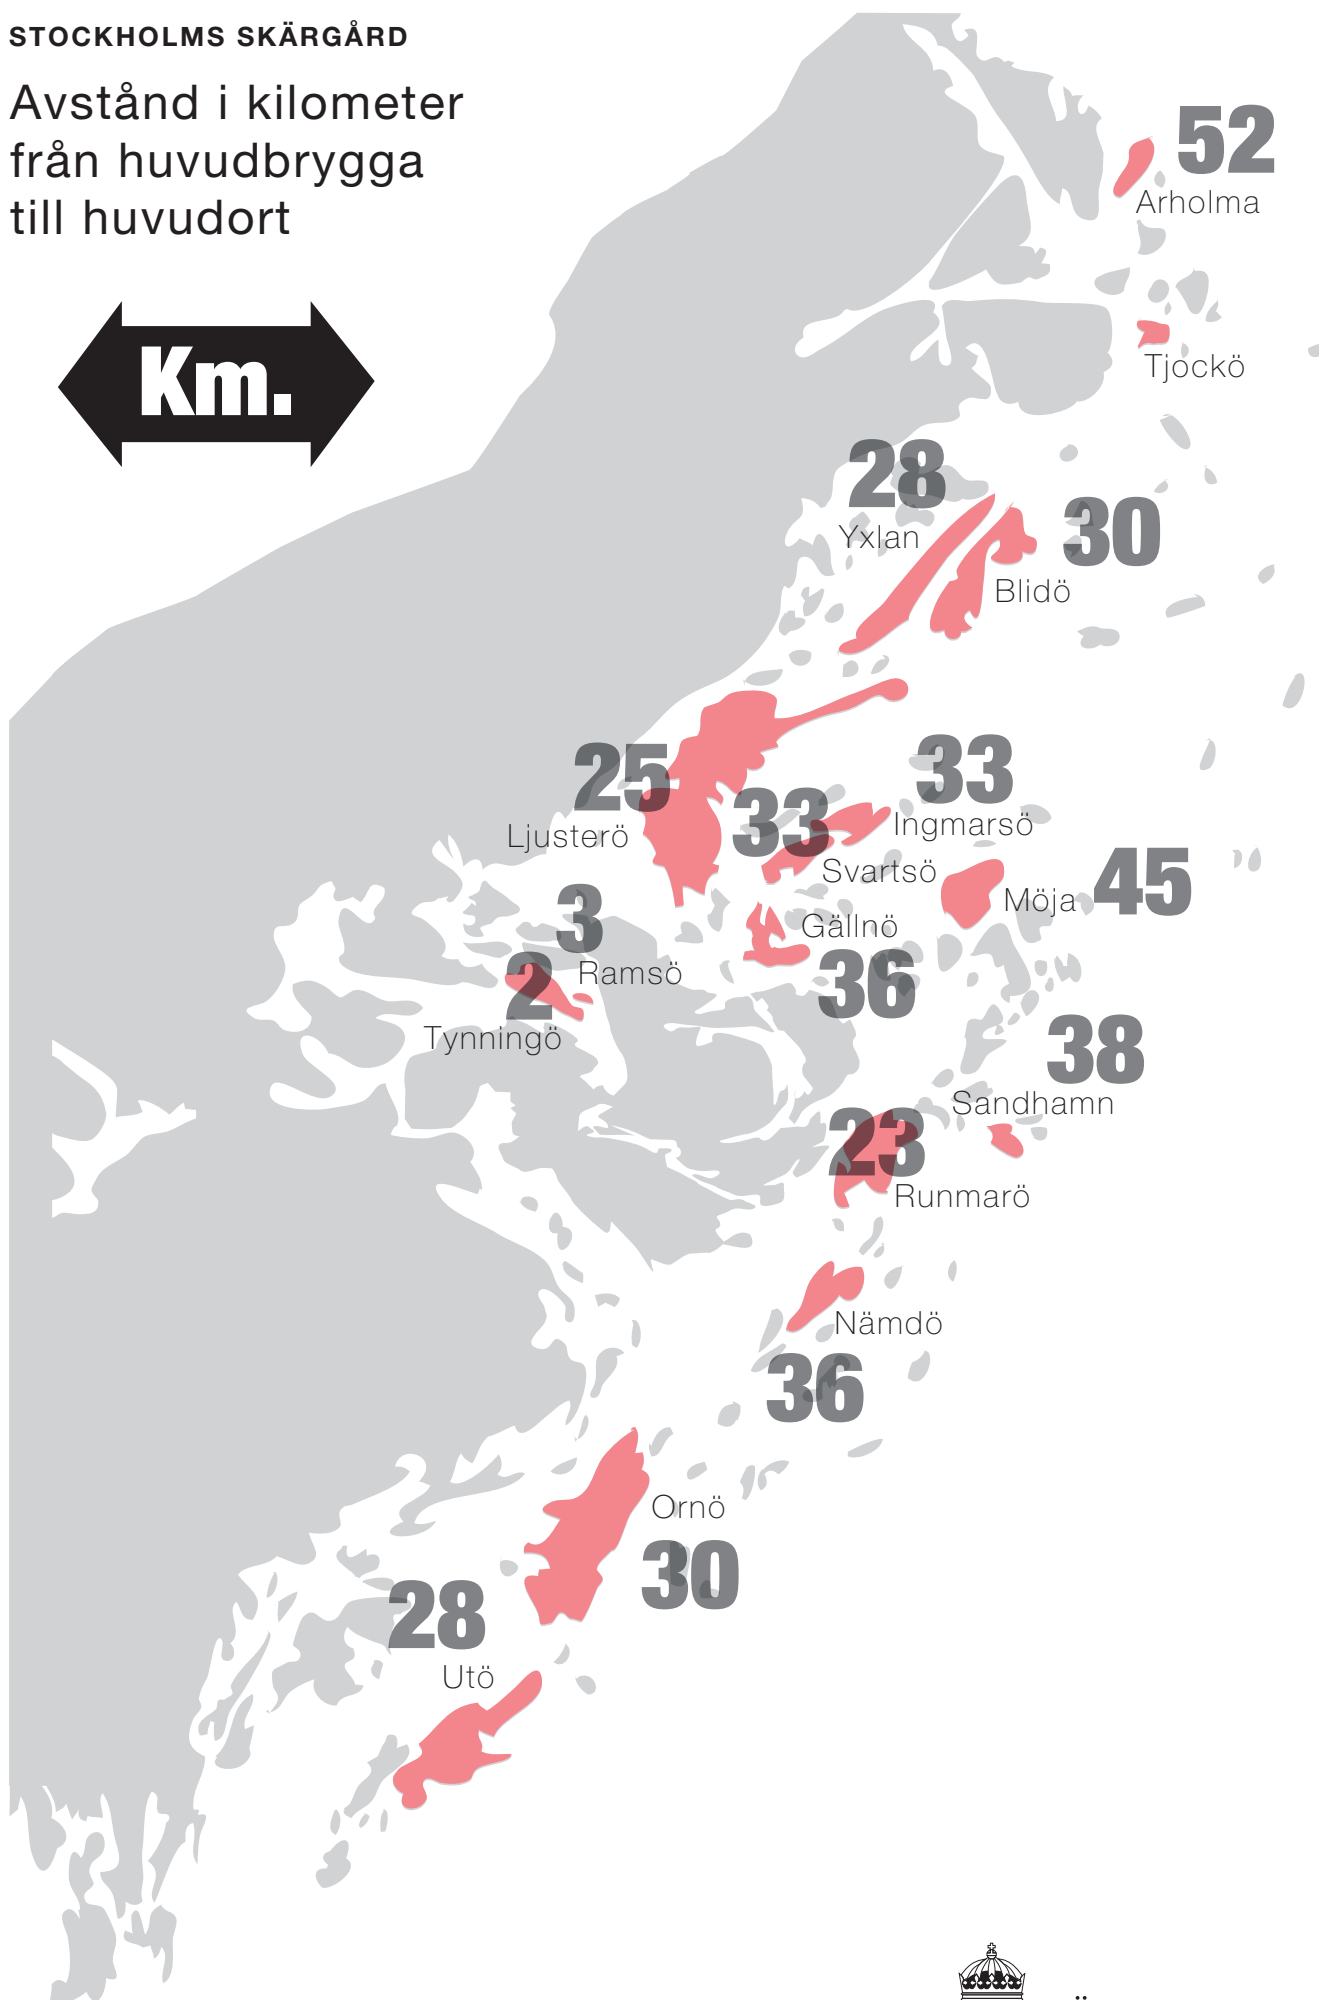 STOCKHOLMS SKÄRGÅRD
Avstånd i kilometer
från huvudbrygga
till huvudort
Km.
52
Arholma
Tjockö
28
Yxlan
30
Blidö
25
Ljusterö
33
Ingmarsö
33
Svartsö
Möja 45
3
Ramsö
Gällnö
36
2
Tynningö
38
Sandhamn
23
Runmarö
Nämdö
36
Ornö
30
28
Utö